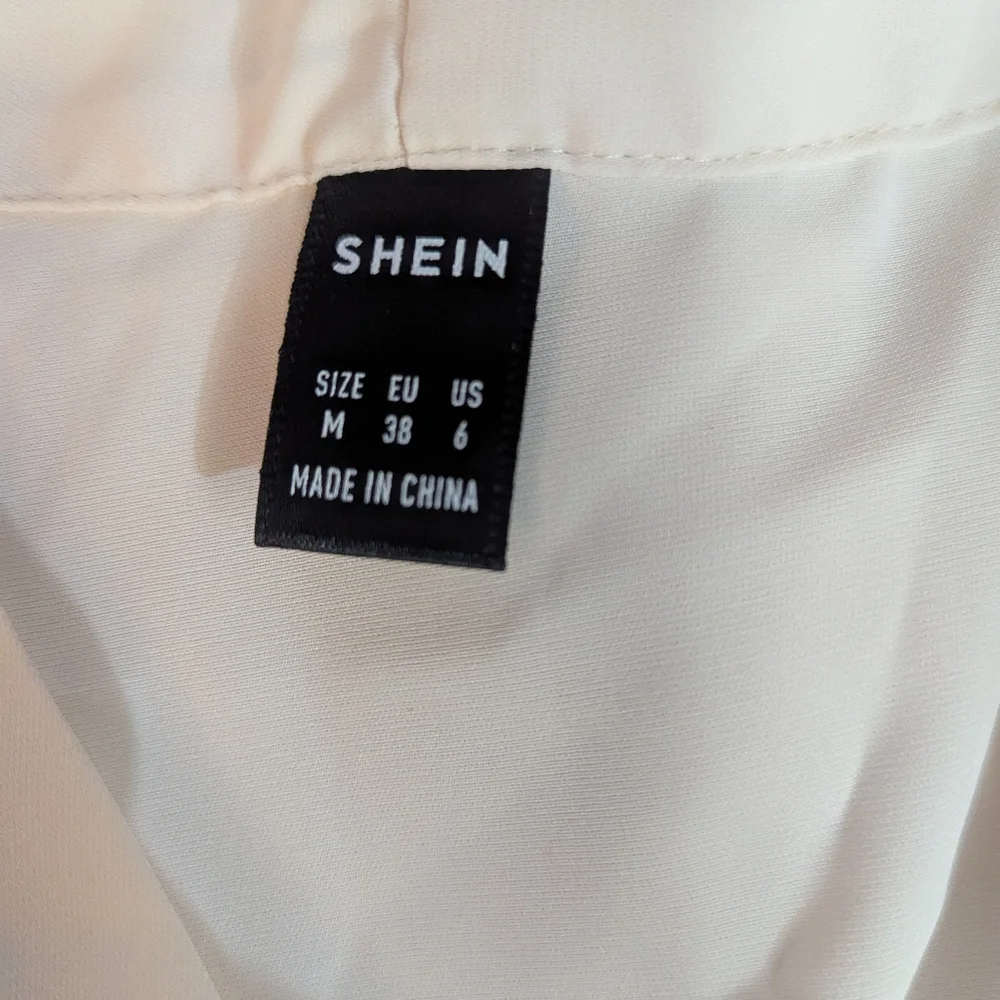 SHEIN
SIZE EU US
M 38 6
MADE IN CHINA